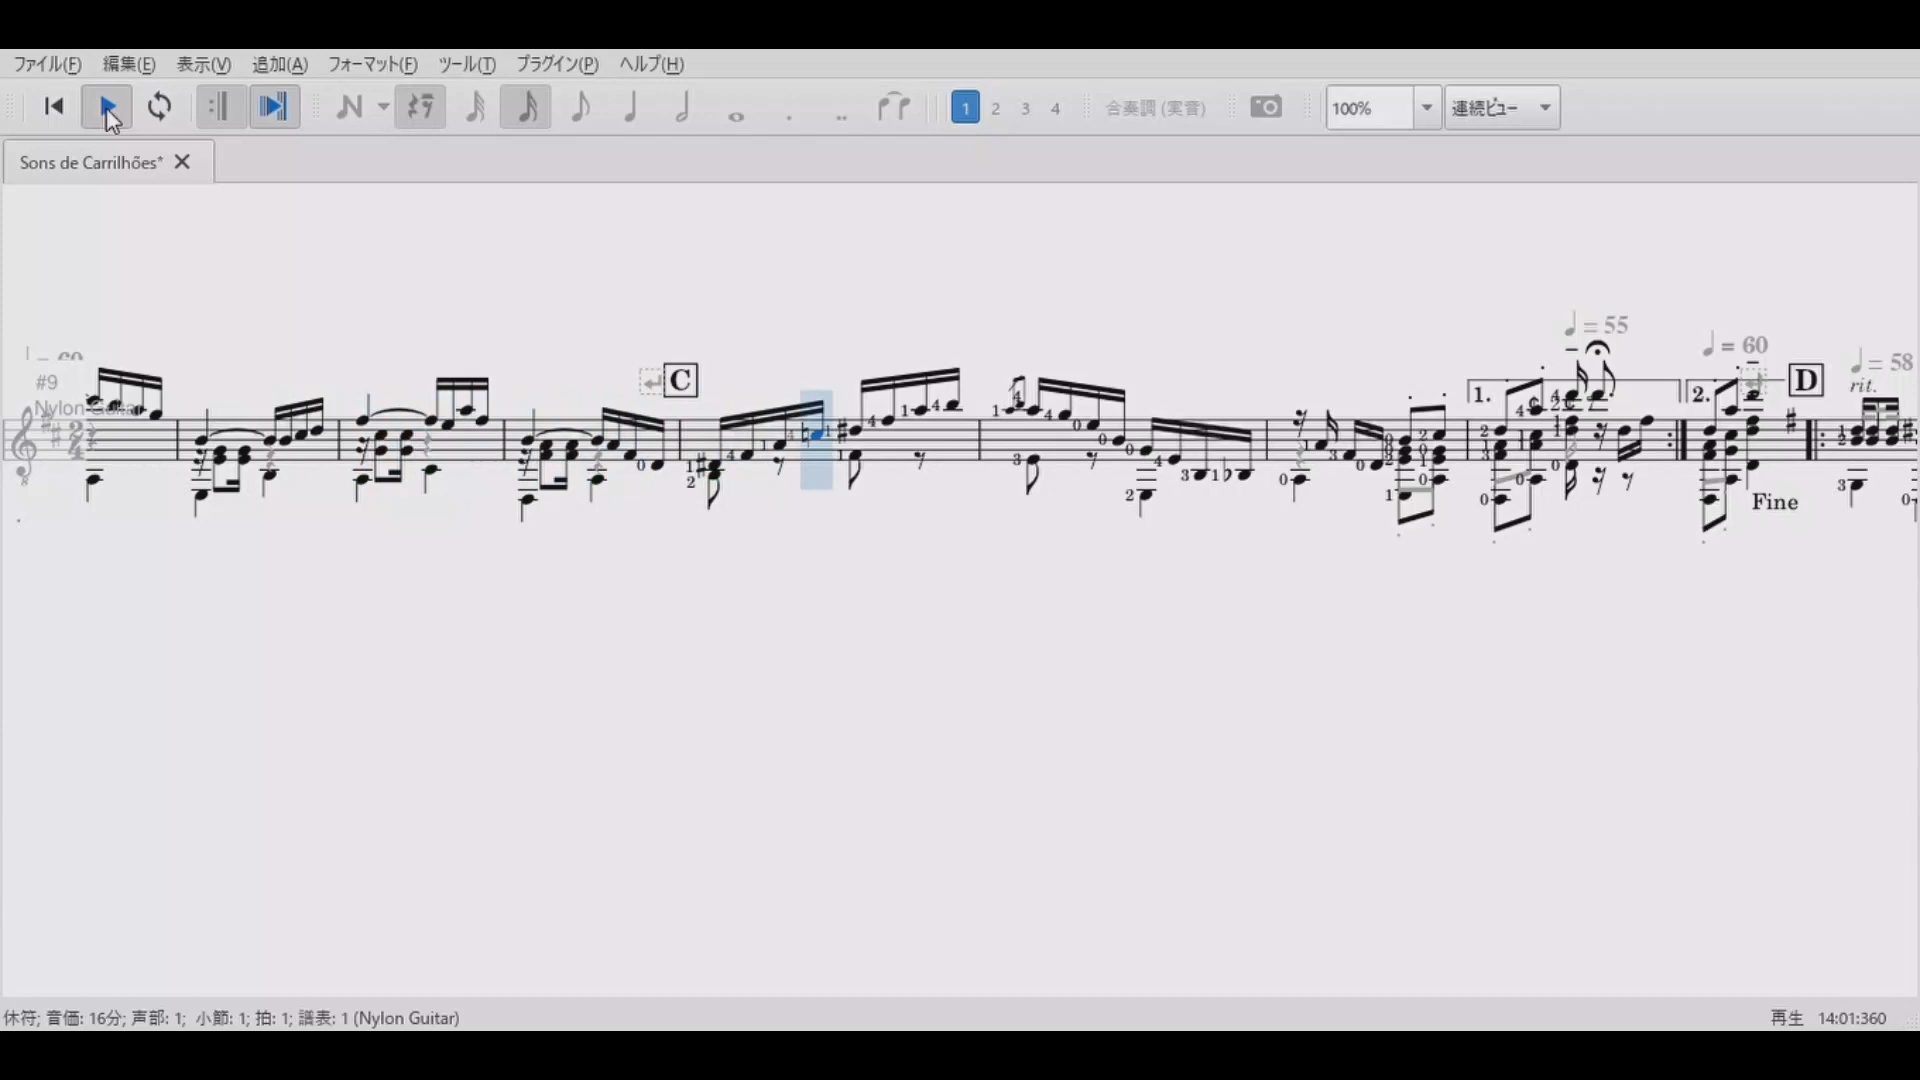 ファイル(F) 編集(E) 表示(V) 追加(A) フォーマット(F) ツール(T) プラグイン(P) ヘルプ(H)
1 2 3 4 合奏調 (実音) 100% 連続ビュー
Sons de Carrilhões*
= 55
= 60 = 60 = 58
#9 C D rit.
Nylon Guitar 1. 2.
Fine
休符; 音価: 16分; 声部: 1; 小節: 1; 拍: 1; 譜表: 1 (Nylon Guitar) 再生 14:01:360